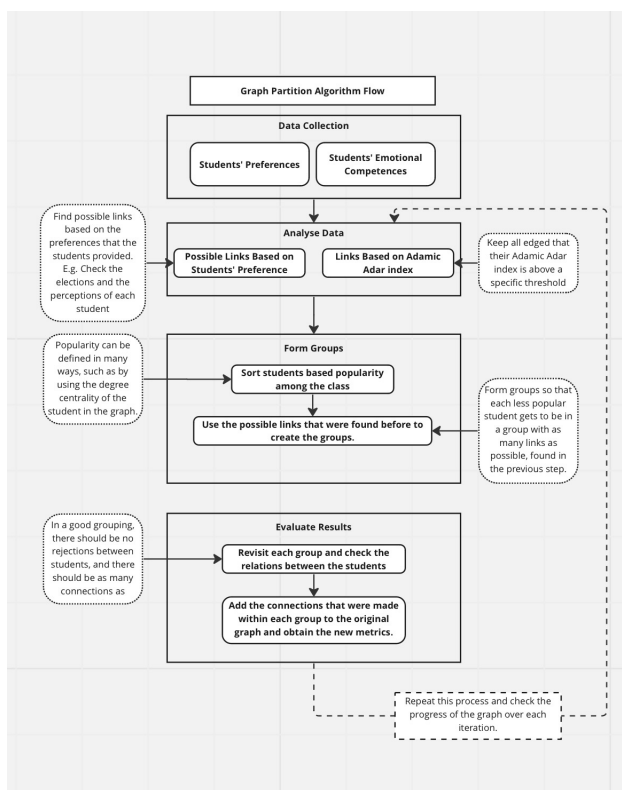 Graph Partition Algorithm Flow
Data Collection
Students' Preferences
Students' Emotional
Competences
Find possible links
based on the
preferences that the
students provided.
E.g. Check the
elections and the
perceptions of each
student
Analyse Data
Possible Links Based on
Students' Preference
Links Based on Adamic
Adar index
Keep all edged that
their Adamic Adar
index is above a
specific threshold
Popularity can be
defined in many
ways, such as by
using the degree
centrality of the
student in the graph.
Form Groups
Sort students based popularity
among the class
Use the possible links that were found before to
create the groups.
Form groups so that
each less popular
student gets to be in
a group with as
many links as
possible, found in
the previous step.
In a good grouping,
there should be no
rejections between
students, and there
should be as many
connections as
Evaluate Results
Revisit each group and check the
relations between the students
Add the connections that were made
within each group to the original
graph and obtain the new metrics.
Repeat this process and check the
progress of the graph over each
iteration.